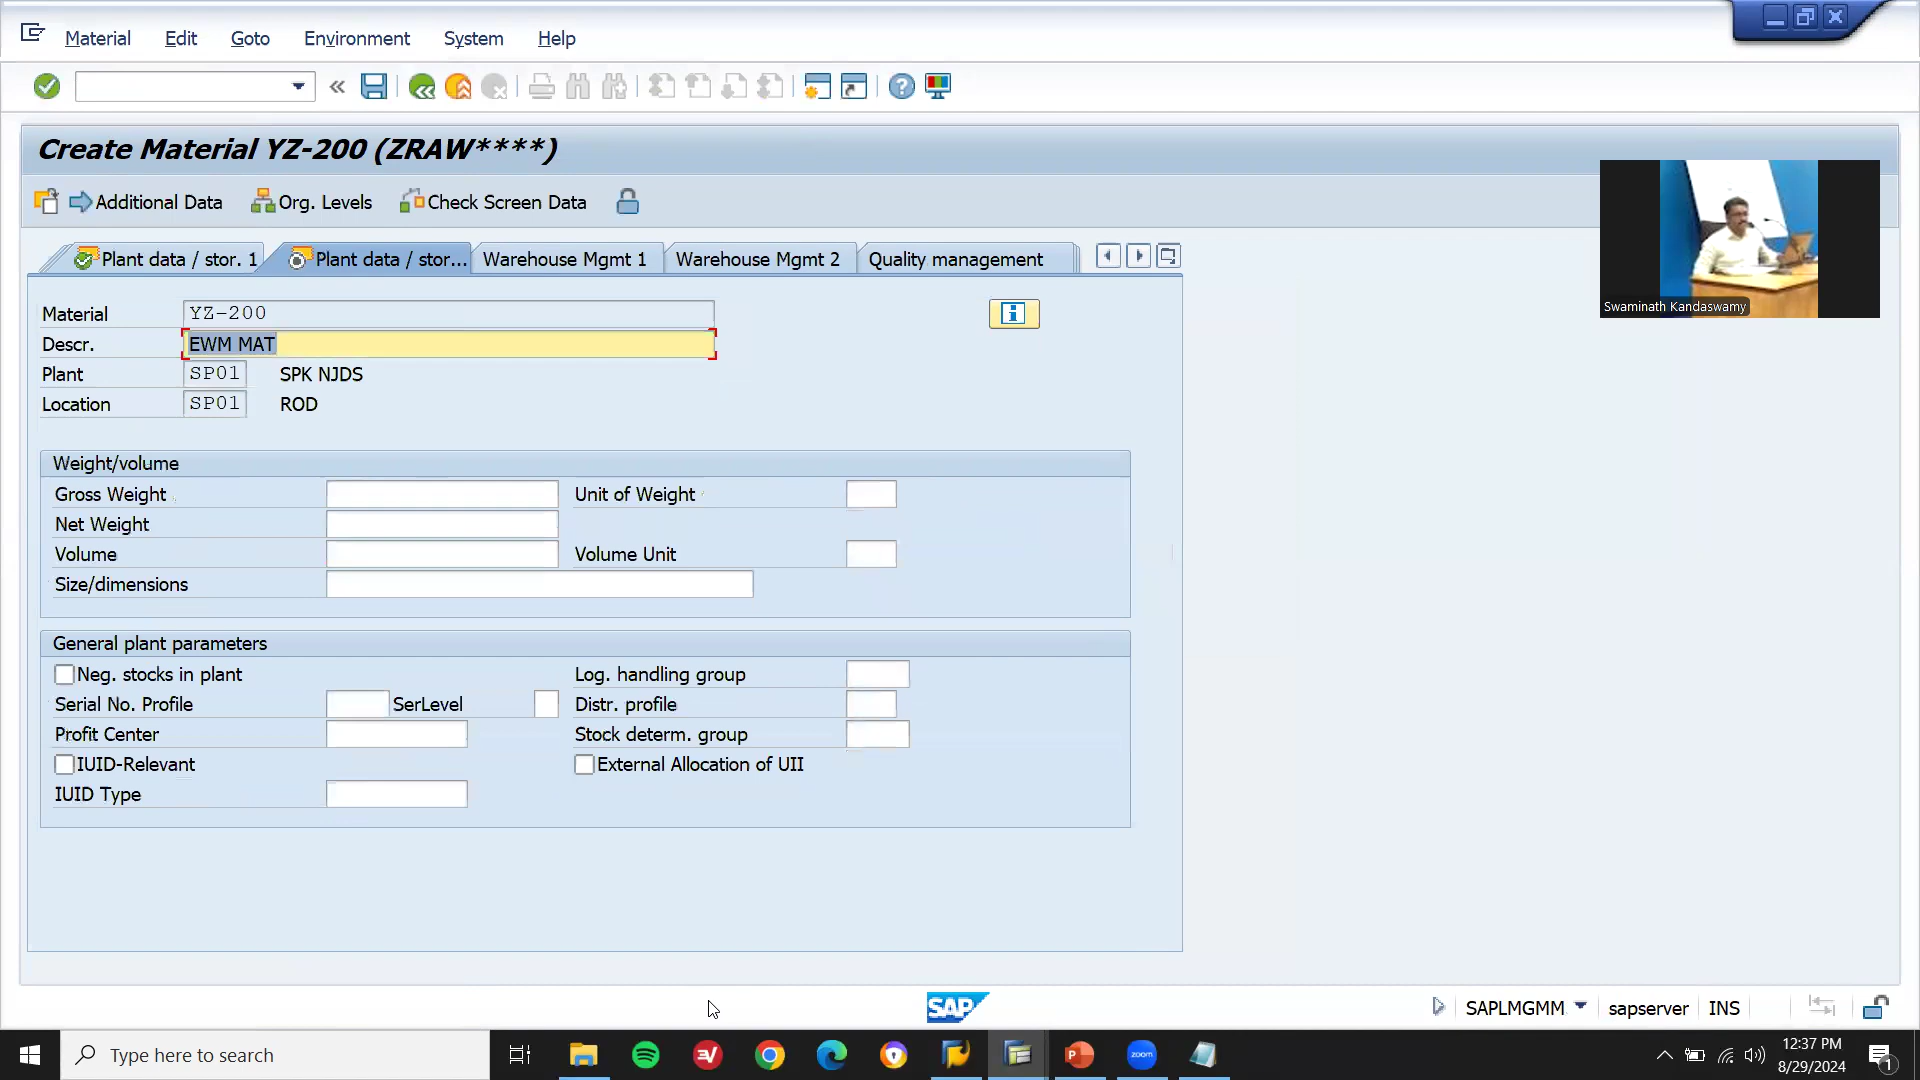 Material Edit Goto Environment System Help
Create Material YZ-200 (ZRAW****)
Additional Data Org. Levels Check Screen Data
Plant data / stor. 1 Plant data / stor... Warehouse Mgmt 1 Warehouse Mgmt 2 Quality management
Material YZ-200
Descr. EWM MAT
Plant SP01 SPK NJDS
Location SP01 ROD
Swaminath Kandaswamy
Weight/volume
Gross Weight Unit of Weight
Net Weight
Volume Volume Unit
Size/dimensions
General plant parameters
Neg. stocks in plant Log. handling group
Serial No. Profile SerLevel Distr. profile
Profit Center Stock determ. group
IUID-Relevant External Allocation of UII
IUID Type
SAP SAPLMGMM sapserver INS
Type here to search zoom 12:37 PM
8/29/2024 1